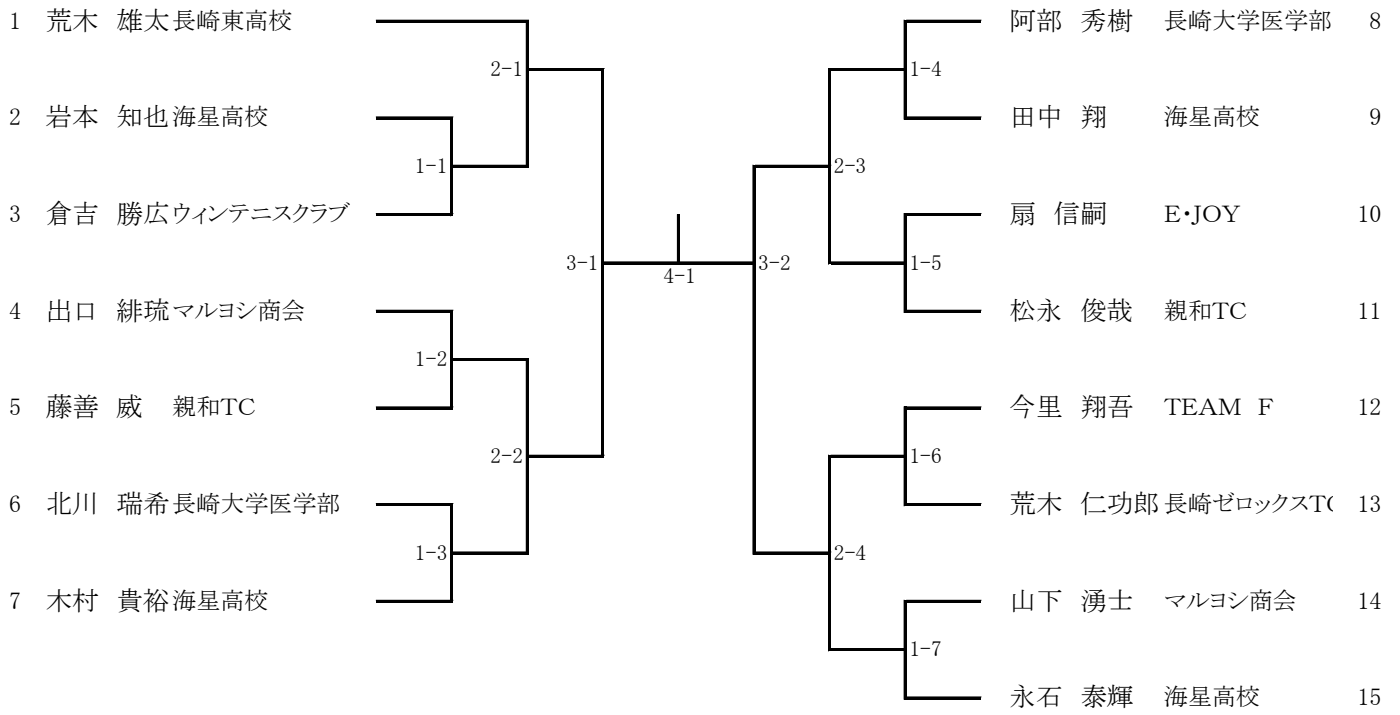 1 荒木 雄太 長崎東高校
2-1
2 岩本 知也 海星高校
1-1
3 倉吉 勝広 ウィンテニスクラブ
3-1
4 出口 緋琉 マルヨシ商会
1-2
5 藤善 威 親和TC
2-2
6 北川 瑞希 長崎大学医学部
1-3
7 木村 貴裕 海星高校
4-1
阿部 秀樹 長崎大学医学部 8
1-4
田中 翔 海星高校 9
2-3
扇 信嗣 E・JOY 10
1-5
3-2
松永 俊哉 親和TC 11
今里 翔吾 TEAM F 12
1-6
荒木 仁功郎 長崎ゼロックスTC 13
2-4
山下 湧士 マルヨシ商会 14
1-7
永石 泰輝 海星高校 15